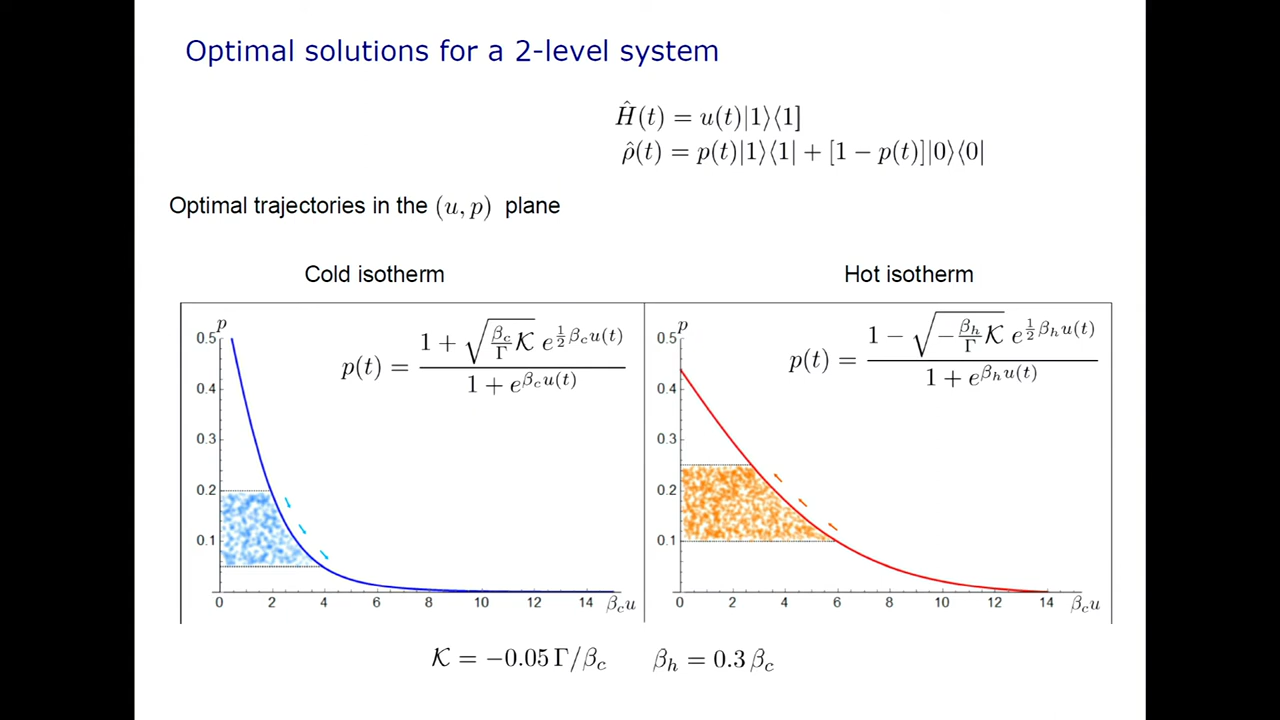 Optimal solutions for a 2-level system
Ĥ(t) = u(t)|1⟩⟨1]
ρ̂(t) = p(t)|1⟩⟨1| + [1 − p(t)]|0⟩⟨0|
Optimal trajectories in the (u, p) plane
Cold isotherm
p
p(t) = (1 + √(β_c/Γ 𝒦) e^{½β_c u(t)}) / (1 + e^{β_c u(t)})
0.5
0.4
0.3
0.2
0.1
0 2 4 6 8 10 12 14 β_c u
Hot isotherm
p
p(t) = (1 − √(−β_h/Γ 𝒦) e^{½β_h u(t)}) / (1 + e^{β_h u(t)})
0.5
0.4
0.3
0.2
0.1
0 2 4 6 8 10 12 14 β_c u
𝒦 = −0.05 Γ/β_c β_h = 0.3 β_c